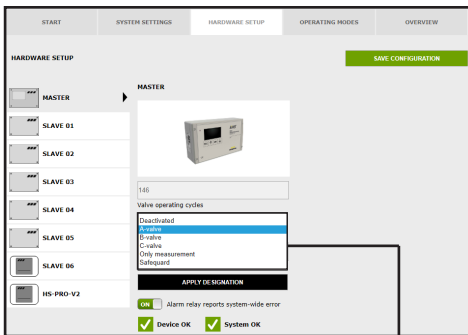 START
SYSTEM SETTINGS
HARDWARE SETUP
OPERATING MODES
OVERVIEW
HARDWARE SETUP
SAVE CONFIGURATION
MASTER
MASTER
SLAVE 01
SLAVE 02
SLAVE 03
SLAVE 04
SLAVE 05
SLAVE 06
HS-PRO-V2
146
Valve operating cycles
Deactivated
A-valve
B-valve
C-valve
Only measurement
Safeguard
APPLY DESIGNATION
ON Alarm relay reports system-wide error
Device OK
System OK